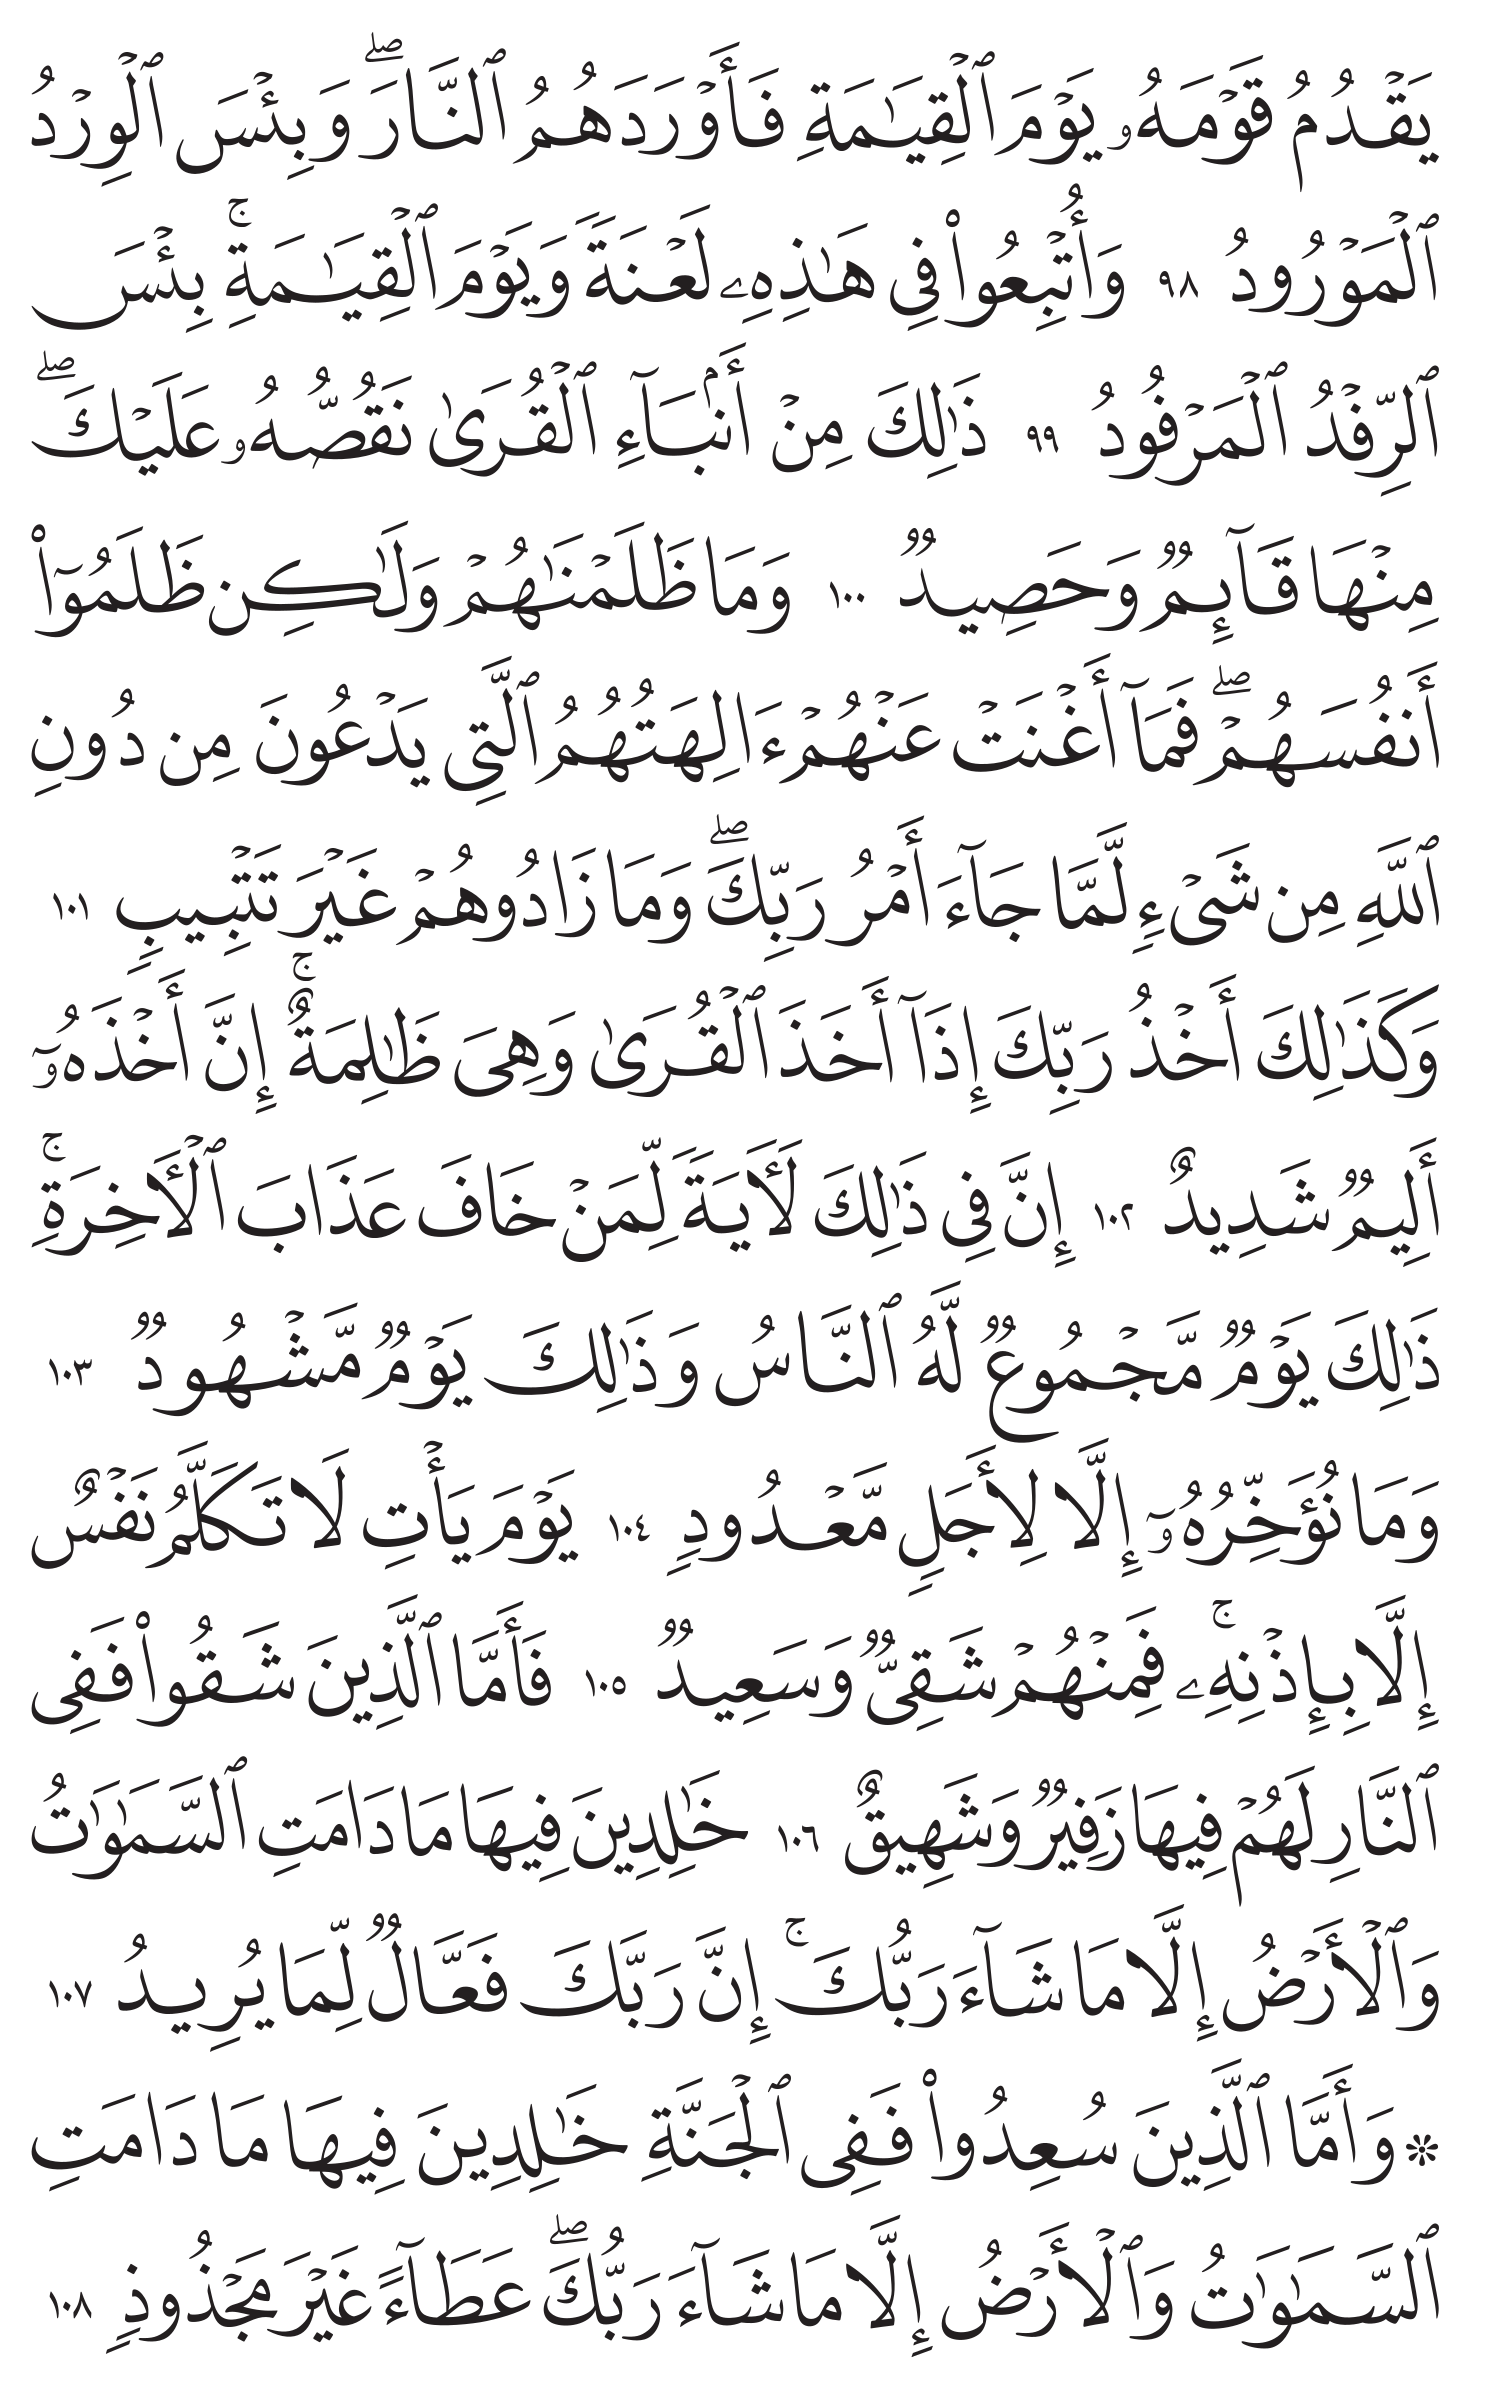 يَقۡدُمُ قَوۡمَهُۥ يَوۡمَ ٱلۡقِيَٰمَةِ فَأَوۡرَدَهُمُ ٱلنَّارَۖ وَبِئۡسَ ٱلۡوِرۡدُ
ٱلۡمَوۡرُودُ ٩٨ وَأُتۡبِعُواْ فِي هَٰذِهِۦ لَعۡنَةٗ وَيَوۡمَ ٱلۡقِيَٰمَةِۚ بِئۡسَ
ٱلرِّفۡدُ ٱلۡمَرۡفُودُ ٩٩ ذَٰلِكَ مِنۡ أَنۢبَآءِ ٱلۡقُرَىٰ نَقُصُّهُۥ عَلَيۡكَۖ
مِنۡهَا قَآئِمٞ وَحَصِيدٞ ١٠٠ وَمَا ظَلَمۡنَٰهُمۡ وَلَٰكِن ظَلَمُوٓاْ
أَنفُسَهُمۡۖ فَمَآ أَغۡنَتۡ عَنۡهُمۡ ءَالِهَتُهُمُ ٱلَّتِي يَدۡعُونَ مِن دُونِ
ٱللَّهِ مِن شَيۡءٖ لَّمَّا جَآءَ أَمۡرُ رَبِّكَۖ وَمَا زَادُوهُمۡ غَيۡرَ تَتۡبِيبٖ ١٠١
وَكَذَٰلِكَ أَخۡذُ رَبِّكَ إِذَآ أَخَذَ ٱلۡقُرَىٰ وَهِيَ ظَٰلِمَةٌۚ إِنَّ أَخۡذَهُۥٓ
أَلِيمٞ شَدِيدٌ ١٠٢ إِنَّ فِي ذَٰلِكَ لَأٓيَةٗ لِّمَنۡ خَافَ عَذَابَ ٱلۡأٓخِرَةِۚ
ذَٰلِكَ يَوۡمٞ مَّجۡمُوعٞ لَّهُ ٱلنَّاسُ وَذَٰلِكَ يَوۡمٞ مَّشۡهُودٞ ١٠٣
وَمَا نُؤَخِّرُهُۥٓ إِلَّا لِأَجَلٖ مَّعۡدُودٖ ١٠٤ يَوۡمَ يَأۡتِ لَا تَكَلَّمُ نَفۡسٌ
إِلَّا بِإِذۡنِهِۦۚ فَمِنۡهُمۡ شَقِيّٞ وَسَعِيدٞ ١٠٥ فَأَمَّا ٱلَّذِينَ شَقُواْ فَفِي
ٱلنَّارِ لَهُمۡ فِيهَا زَفِيرٞ وَشَهِيقٌ ١٠٦ خَٰلِدِينَ فِيهَا مَا دَامَتِ ٱلسَّمَٰوَٰتُ
وَٱلۡأَرۡضُ إِلَّا مَا شَآءَ رَبُّكَۚ إِنَّ رَبَّكَ فَعَّالٞ لِّمَا يُرِيدُ ١٠٧
۞ وَأَمَّا ٱلَّذِينَ سُعِدُواْ فَفِي ٱلۡجَنَّةِ خَٰلِدِينَ فِيهَا مَا دَامَتِ
ٱلسَّمَٰوَٰتُ وَٱلۡأَرۡضُ إِلَّا مَا شَآءَ رَبُّكَۖ عَطَآءً غَيۡرَ مَجۡذُوذٖ ١٠٨